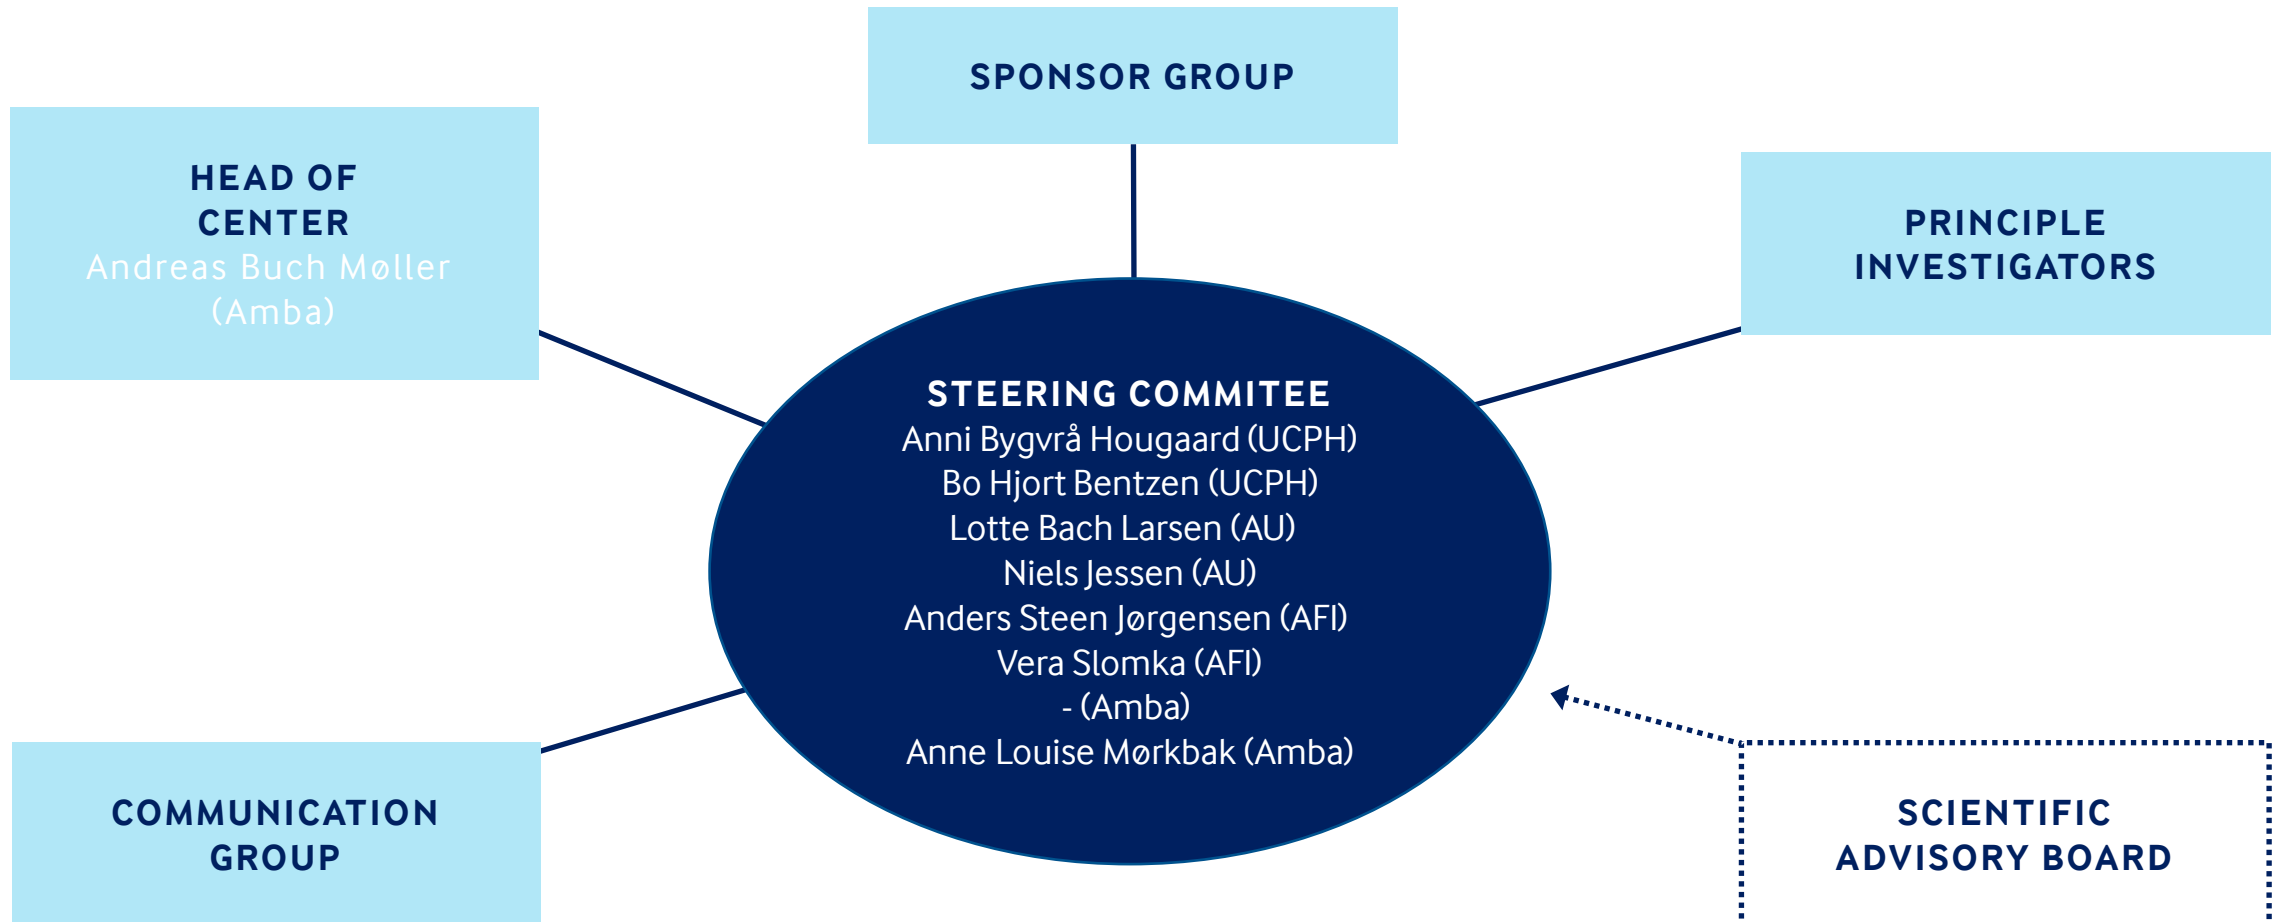 SPONSOR GROUP
HEAD OF
CENTER
Andreas Buch Møller
(Amba)
PRINCIPLE
INVESTIGATORS
STEERING COMMITEE
Anni Bygvrå Hougaard (UCPH)
Bo Hjort Bentzen (UCPH)
Lotte Bach Larsen (AU)
Niels Jessen (AU)
Anders Steen Jørgensen (AFI)
Vera Slomka (AFI)
- (Amba)
Anne Louise Mørkbak (Amba)
COMMUNICATION
GROUP
SCIENTIFIC
ADVISORY BOARD